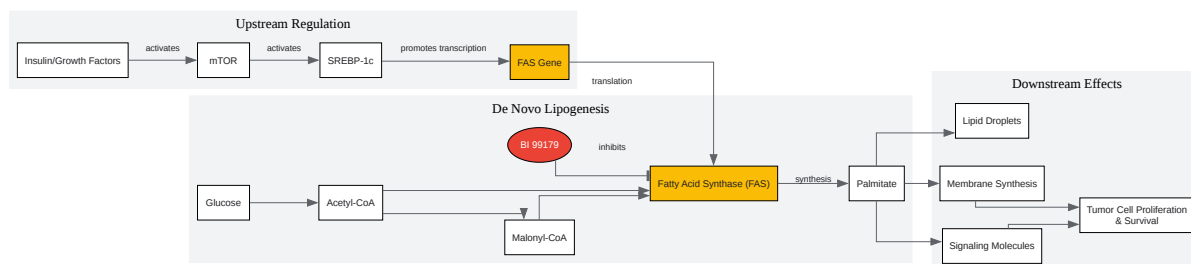 Upstream Regulation
Insulin/Growth Factors
activates
mTOR
activates
SREBP-1c
promotes transcription
FAS Gene
translation
De Novo Lipogenesis
BI 99179
inhibits
Glucose
Acetyl-CoA
Malonyl-CoA
Fatty Acid Synthase (FAS)
synthesis
Palmitate
Downstream Effects
Lipid Droplets
Membrane Synthesis
Signaling Molecules
Tumor Cell Proliferation
& Survival